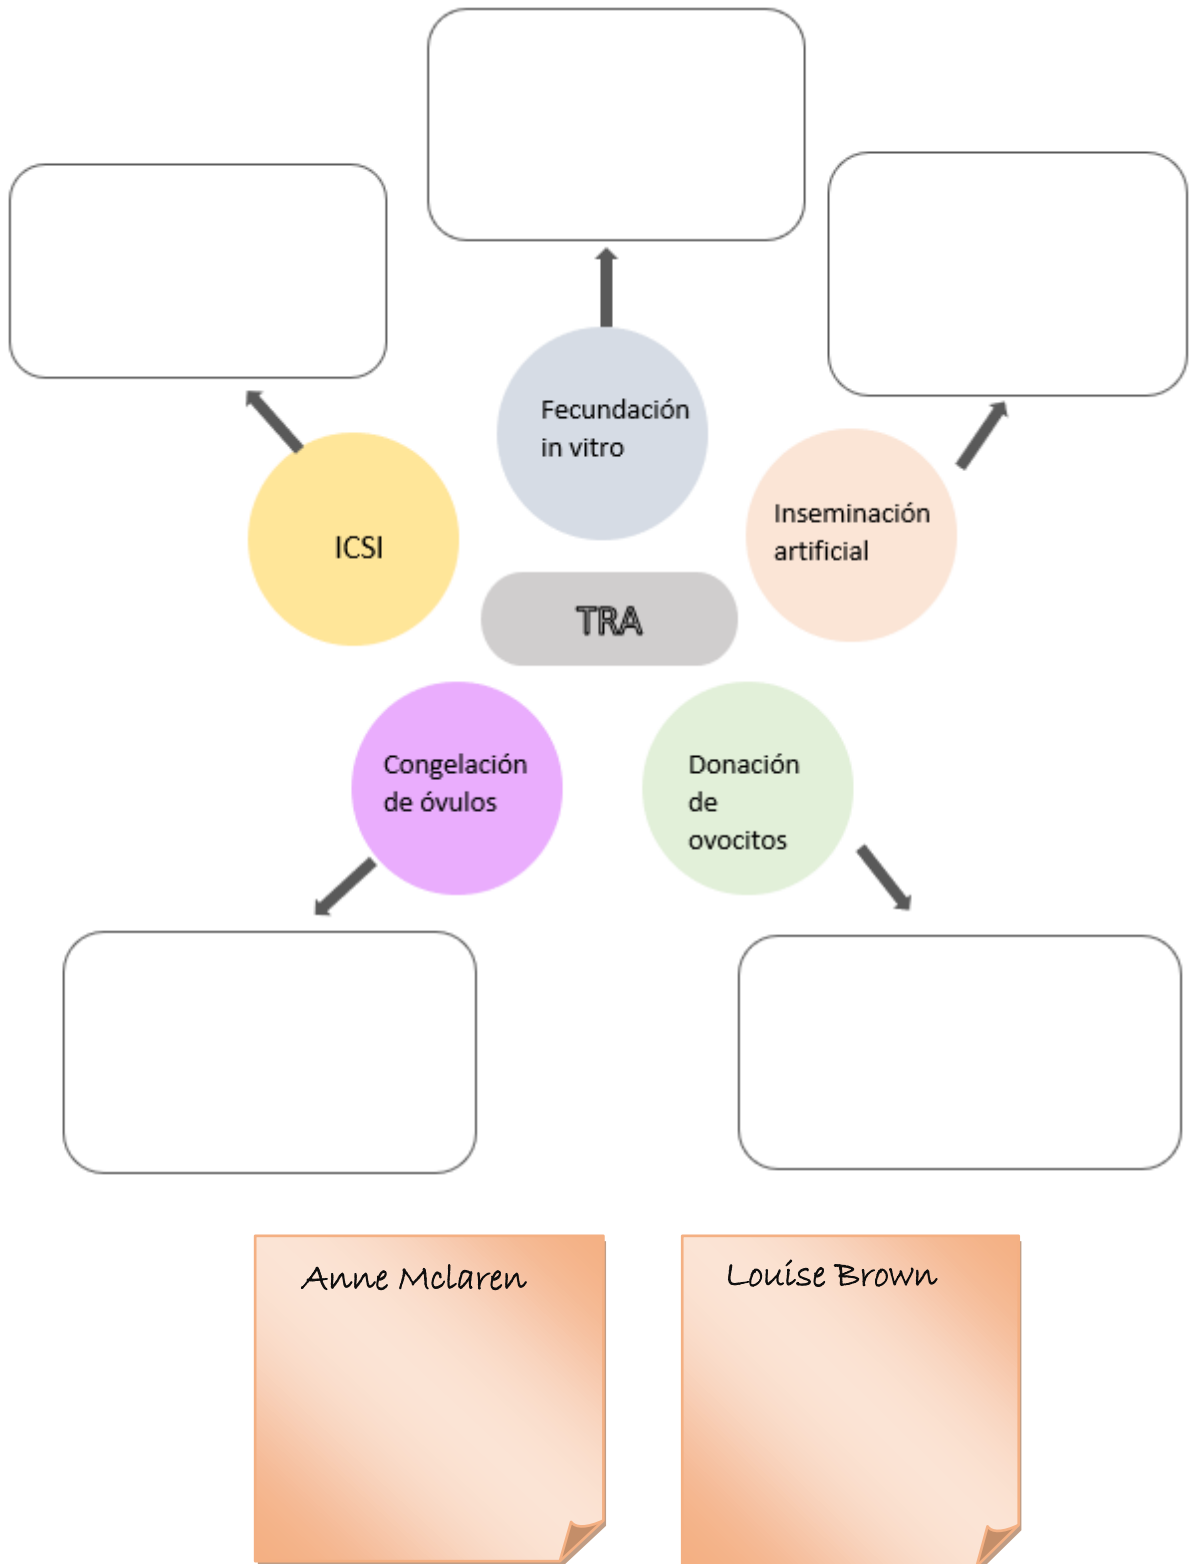 Fecundación
in vitro
Inseminación
artificial
ICSI
TRA
Congelación
de óvulos
Donación
de
ovocitos
Anne Mclaren
Louise Brown